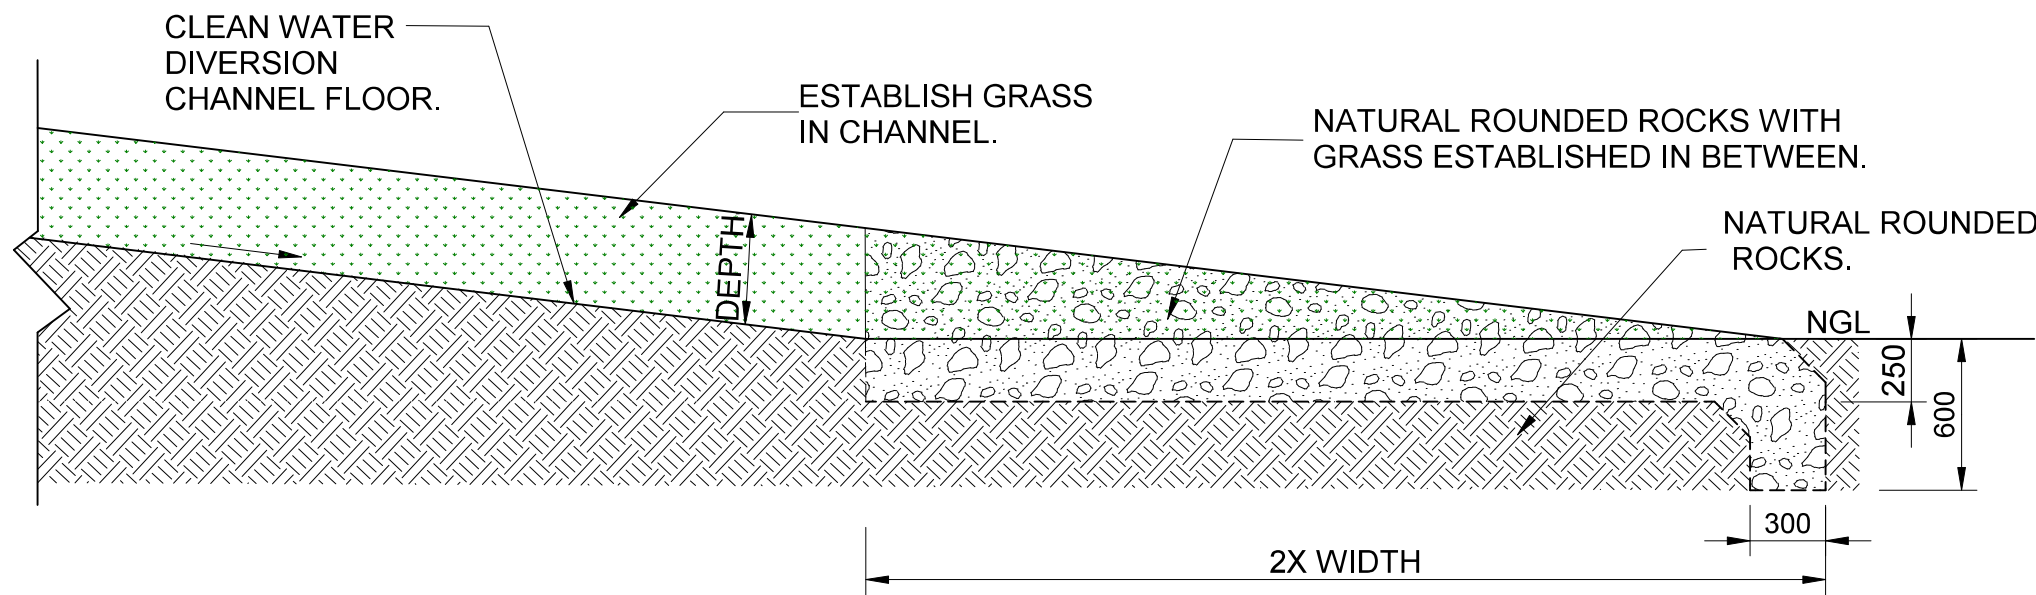 CLEAN WATER
DIVERSION
CHANNEL FLOOR.
ESTABLISH GRASS
IN CHANNEL.
NATURAL ROUNDED ROCKS WITH
GRASS ESTABLISHED IN BETWEEN.
NATURAL ROUNDED
ROCKS.
DEPTH
NGL
250
600
300
2X WIDTH